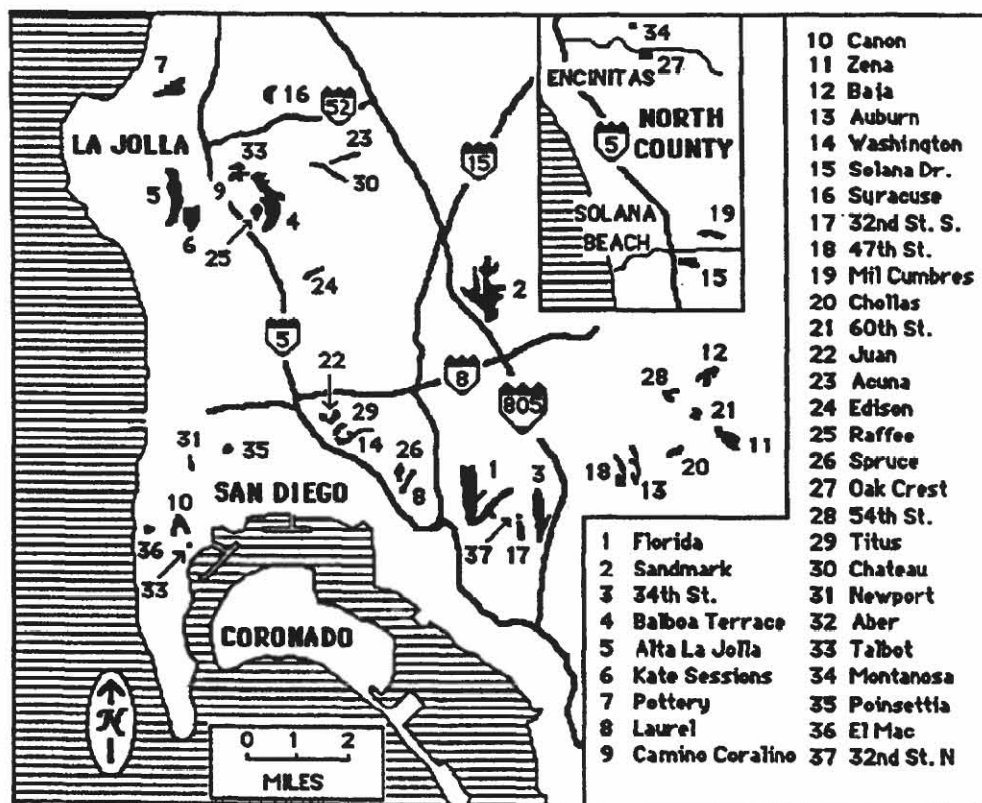 34
27
ENCINITAS
NORTH
COUNTY
5
SOLANA
BEACH
19
15
7
16
52
LA JOLLA
33
23
30
15
5
9
4
6
25
24
2
5
22
8
805
12
28
21
11
29
14
26
8
20
18
13
31
35
SAN DIEGO
1
3
10
36
33
37
17
CORONADO
N
0 1 2
MILES
1 Florida
2 Sandmark
3 34th St.
4 Balboa Terrace
5 Alta La Jolla
6 Kate Sessions
7 Pottery
8 Laurel
9 Camino Coralino
10 Canon
11 Zena
12 Baja
13 Auburn
14 Washington
15 Solana Dr.
16 Syracuse
17 32nd St. S.
18 47th St.
19 Mil Cumbres
20 Chollas
21 60th St.
22 Juan
23 Acuna
24 Edison
25 Raffee
26 Spruce
27 Oak Crest
28 54th St.
29 Titus
30 Chateau
31 Newport
32 Aber
33 Talbot
34 Montanosa
35 Poinsettia
36 El Mac
37 32nd St. N